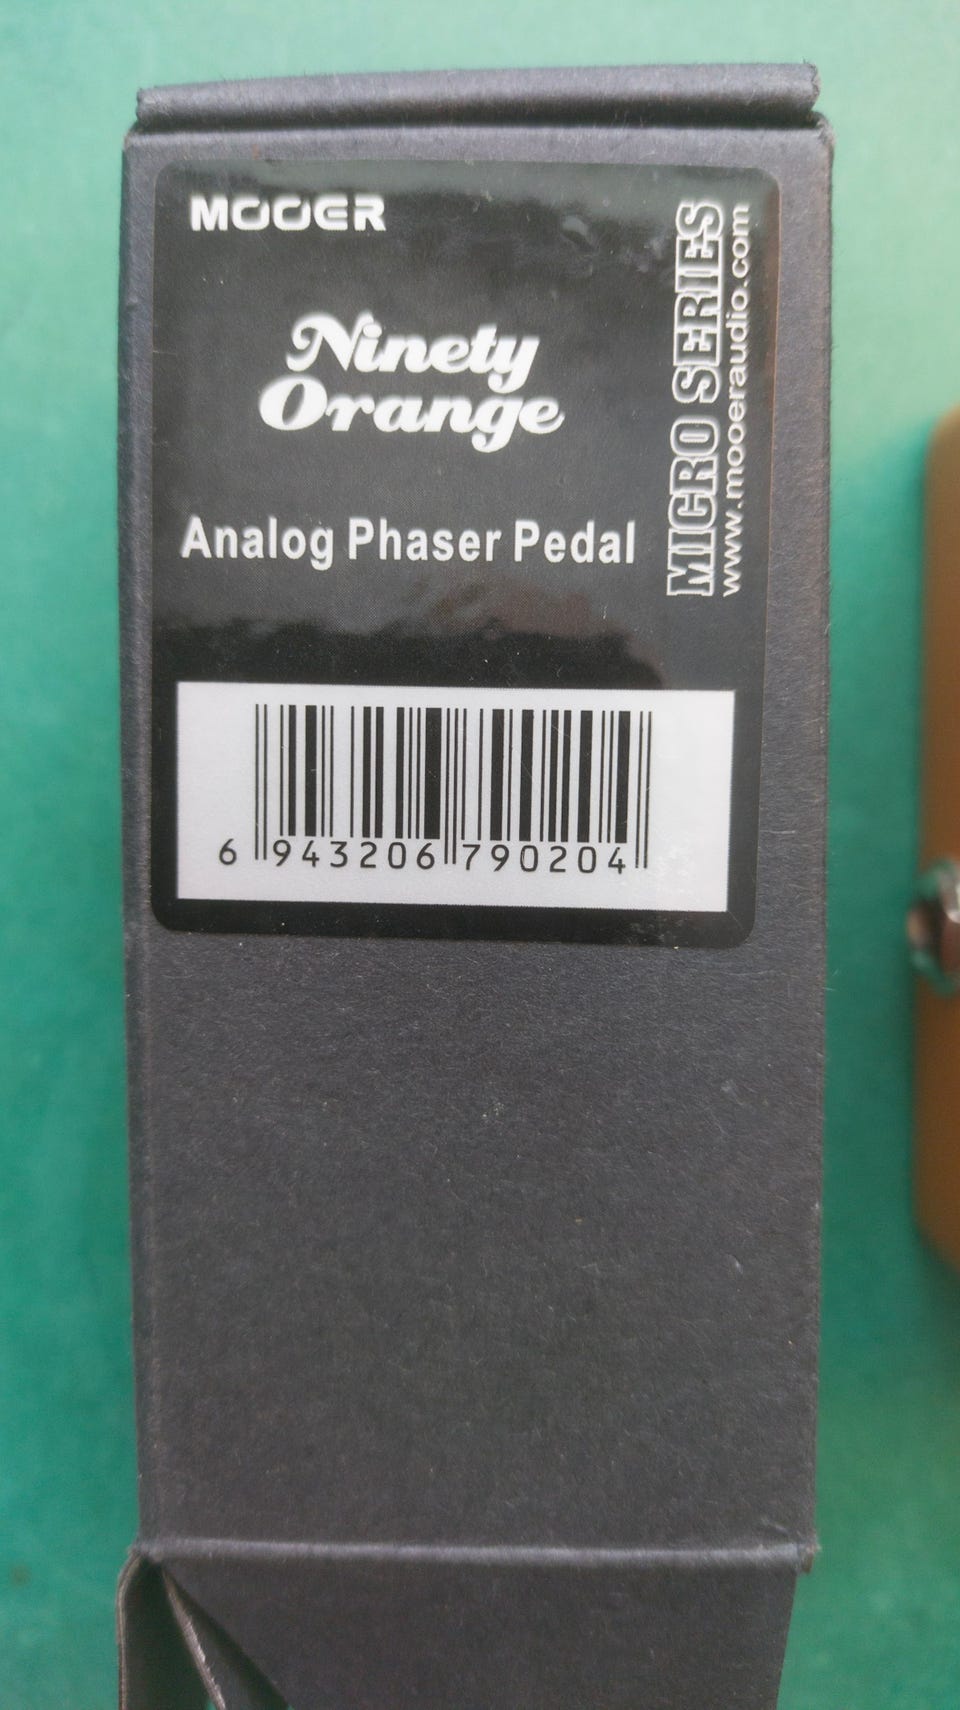 MOOER
Ninety
Orange
Analog Phaser Pedal
MICRO SERIES
www.mooeraudio.com
6 943206 790204